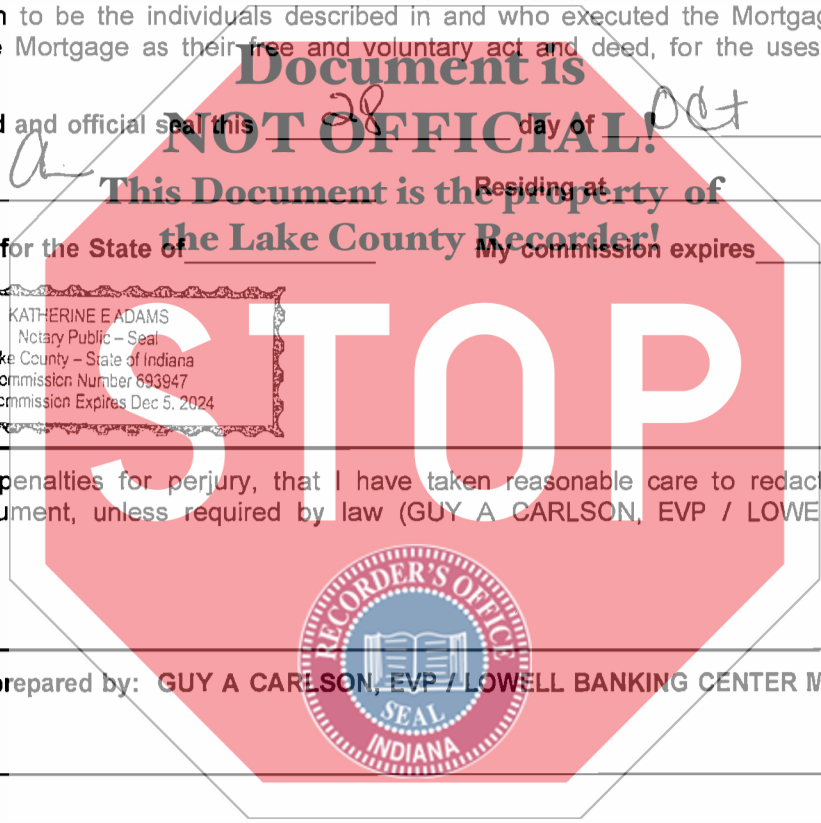 n to be the individuals described in and who executed the Mortgag
e Mortgage as their free and voluntary act and deed, for the uses
Document is
d and official seal this 28 day of Oct
NOT OFFICIAL!
This Document is the property of
Residing at
the Lake County Recorder!
for the State of My commission expires
KATHERINE E ADAMS
Notary Public – Seal
ke County – State of Indiana
ommission Number 693947
ommission Expires Dec 5, 2024
STOP
penalties for perjury, that I have taken reasonable care to redact
ument, unless required by law (GUY A CARLSON, EVP / LOWE
RECORDER'S OFFICE
prepared by: GUY A CARLSON, EVP / LOWELL BANKING CENTER M
SEAL
INDIANA